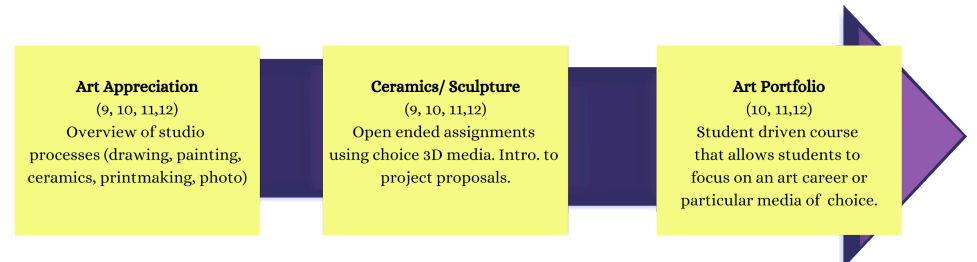 Art Appreciation
(9, 10, 11,12)
Overview of studio
processes (drawing, painting,
ceramics, printmaking, photo)
Ceramics/ Sculpture
(9, 10, 11,12)
Open ended assignments
using choice 3D media. Intro. to
project proposals.
Art Portfolio
(10, 11,12)
Student driven course
that allows students to
focus on an art career or
particular media of choice.